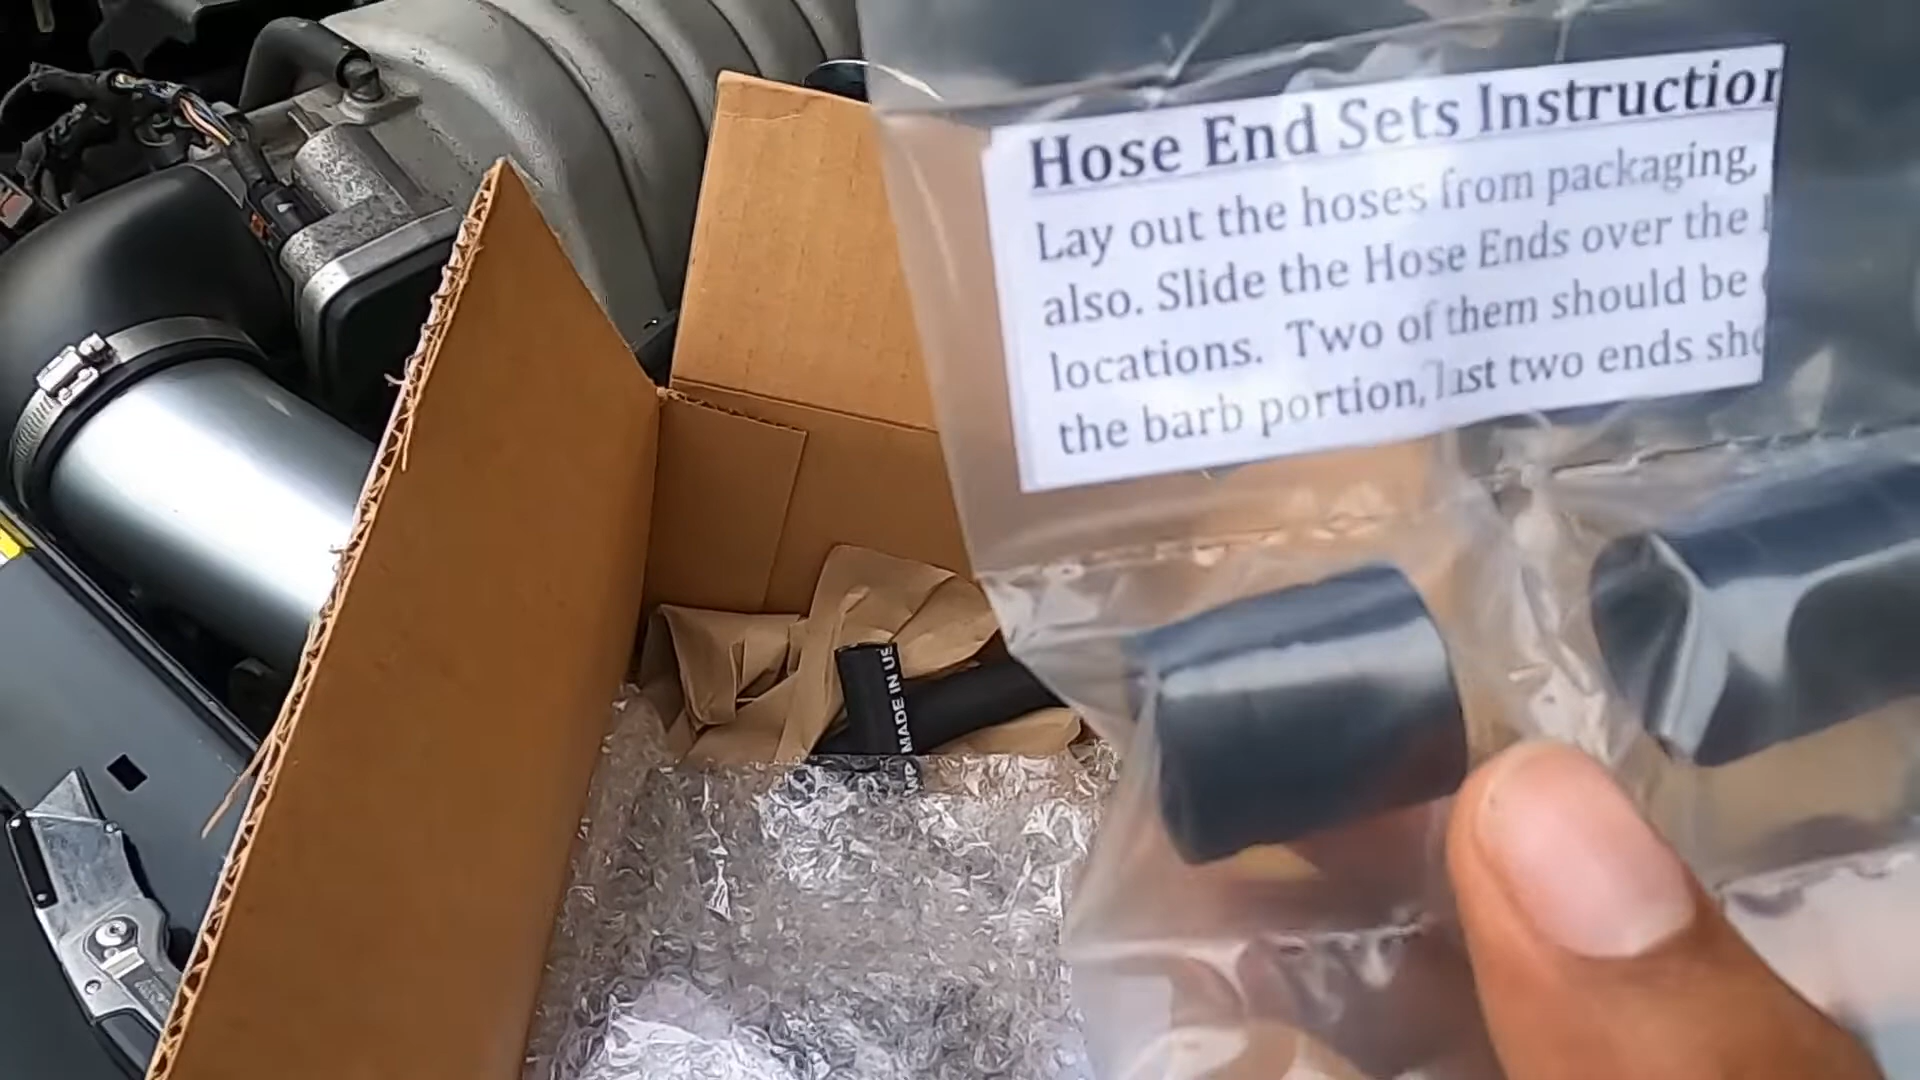 Hose End Sets Instruction
Lay out the hoses from packaging,
also. Slide the Hose Ends over the
locations. Two of them should be
the barb portion, last two ends sho
MADE IN US